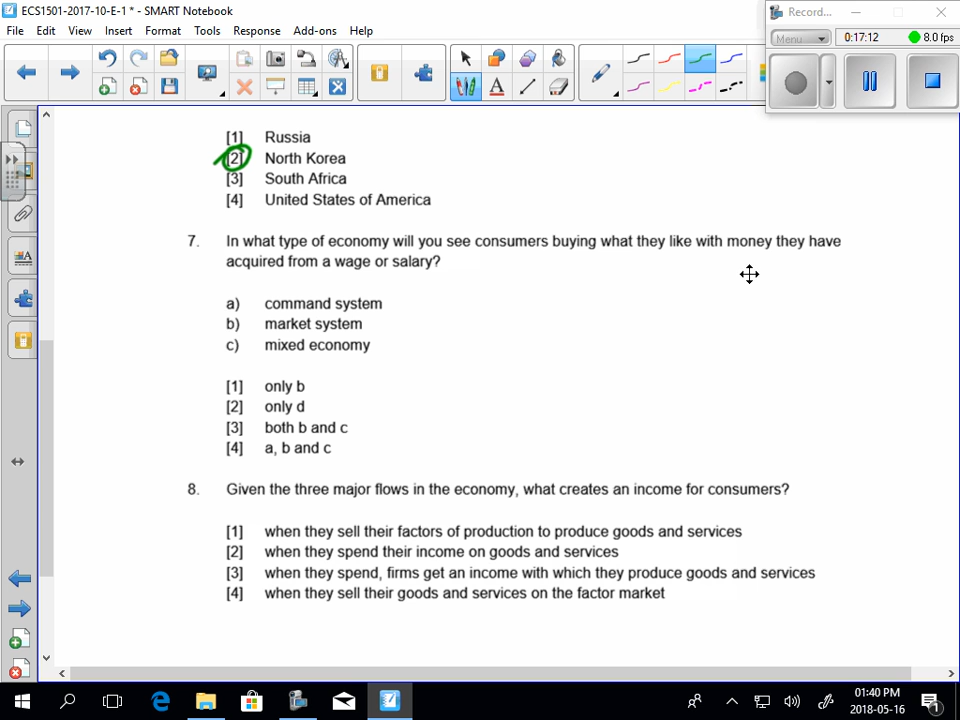 ECS1501-2017-10-E-1 * - SMART Notebook
Record...
File Edit View Insert Format Tools Response Add-ons Help
Menu
0:17:12
8.0 fps
[1] Russia
[2] North Korea
[3] South Africa
[4] United States of America
7. In what type of economy will you see consumers buying what they like with money they have
acquired from a wage or salary?
a) command system
b) market system
c) mixed economy
[1] only b
[2] only d
[3] both b and c
[4] a, b and c
8. Given the three major flows in the economy, what creates an income for consumers?
[1] when they sell their factors of production to produce goods and services
[2] when they spend their income on goods and services
[3] when they spend, firms get an income with which they produce goods and services
[4] when they sell their goods and services on the factor market
01:40 PM
2018-05-16
1